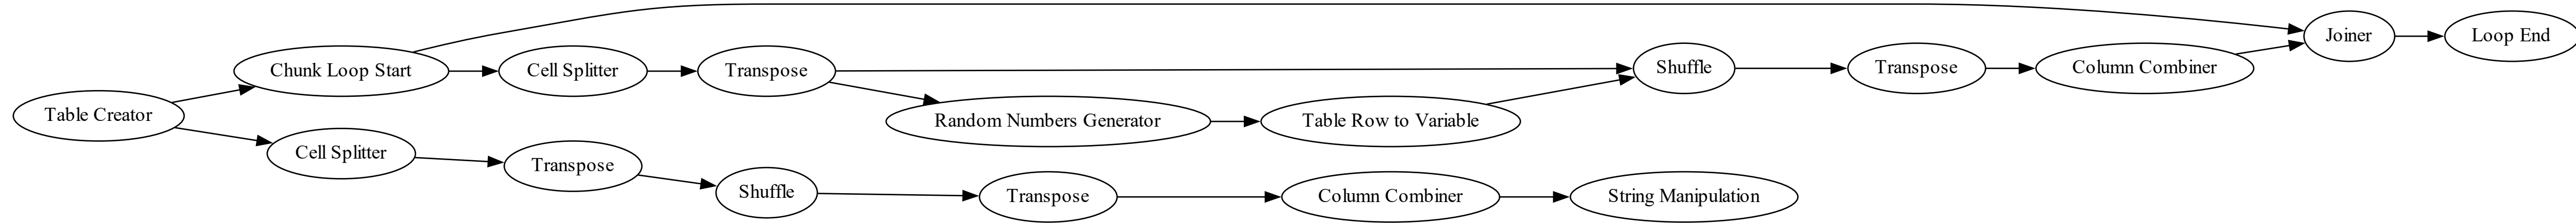 Table Creator
Chunk Loop Start
Cell Splitter
Transpose
Random Numbers Generator
Table Row to Variable
Shuffle
Transpose
Column Combiner
Joiner
Loop End
Cell Splitter
Transpose
Shuffle
Transpose
Column Combiner
String Manipulation